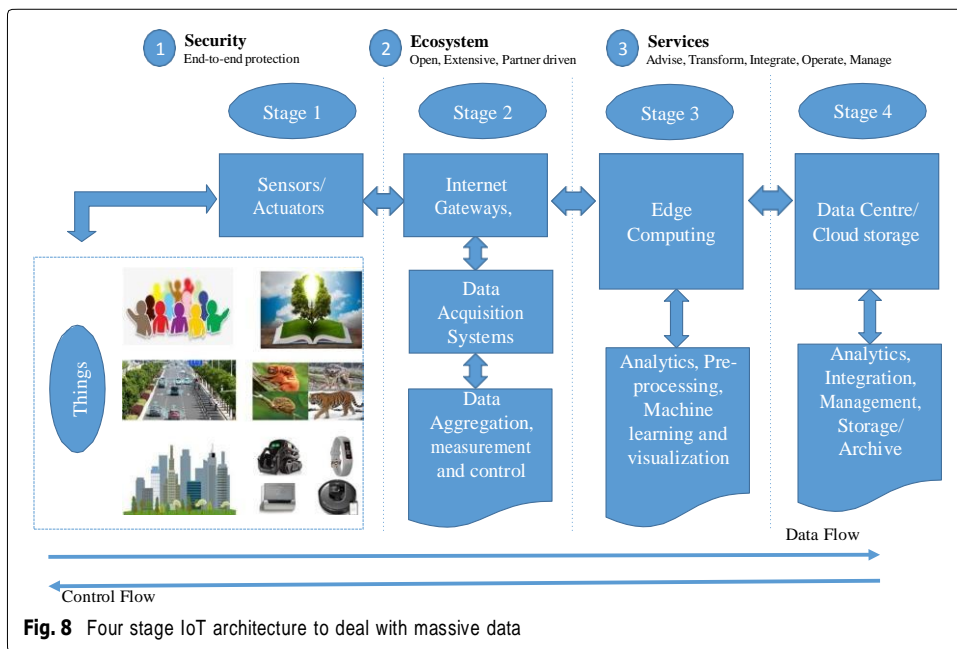 1
Security
End-to-end protection
2
Ecosystem
Open, Extensive, Partner driven
3
Services
Advise, Transform, Integrate, Operate, Manage
Stage 1
Stage 2
Stage 3
Stage 4
Sensors/
Actuators
Internet
Gateways,
Edge
Computing
Data Centre/
Cloud storage
Things
Data
Acquisition
Systems
Data
Aggregation,
measurement
and control
Analytics, Pre-
processing,
Machine
learning and
visualization
Analytics,
Integration,
Management,
Storage/
Archive
Data Flow
Control Flow
Fig. 8 Four stage IoT architecture to deal with massive data